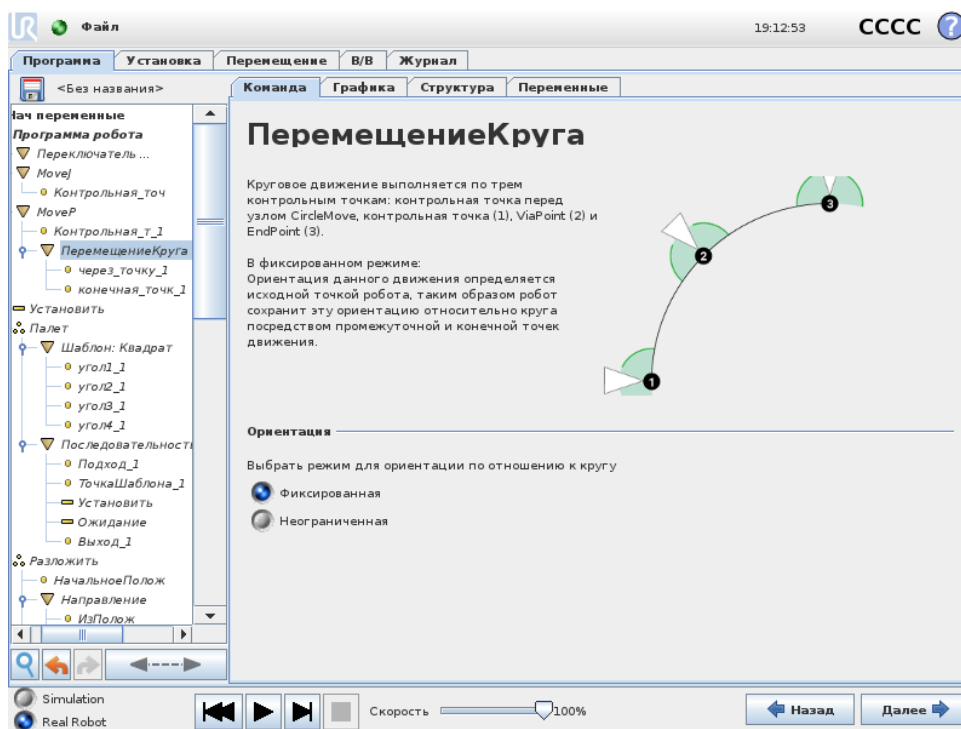 UR Файл 19:12:53 CCCC ?
Программа Установка Перемещение В/В Журнал
<Без названия>
Команда Графика Структура Переменные
Нач переменные
Программа робота
Переключатель ...
MoveJ
Контрольная_точ
MoveP
Контрольная_т_1
ПеремещениеКруга
через_точку_1
конечная_точк_1
Установить
Палет
Шаблон: Квадрат
угол1_1
угол2_1
угол3_1
угол4_1
Последовательност
Подход_1
ТочкаШаблона_1
Установить
Ожидание
Выход_1
Разложить
НачальноеПолож
Направление
ИзПолож
ПеремещениеКруга
Круговое движение выполняется по трем
контрольным точкам: контрольная точка перед
узлом CircleMove, контрольная точка (1), ViaPoint (2) и
EndPoint (3).
В фиксированном режиме:
Ориентация данного движения определяется
исходной точкой робота, таким образом робот
сохранит эту ориентацию относительно круга
посредством промежуточной и конечной точек
движения.
3
2
1
Ориентация
Выбрать режим для ориентации по отношению к кругу
Фиксированная
Неограниченная
Simulation
Real Robot
Скорость 100%
Назад Далее